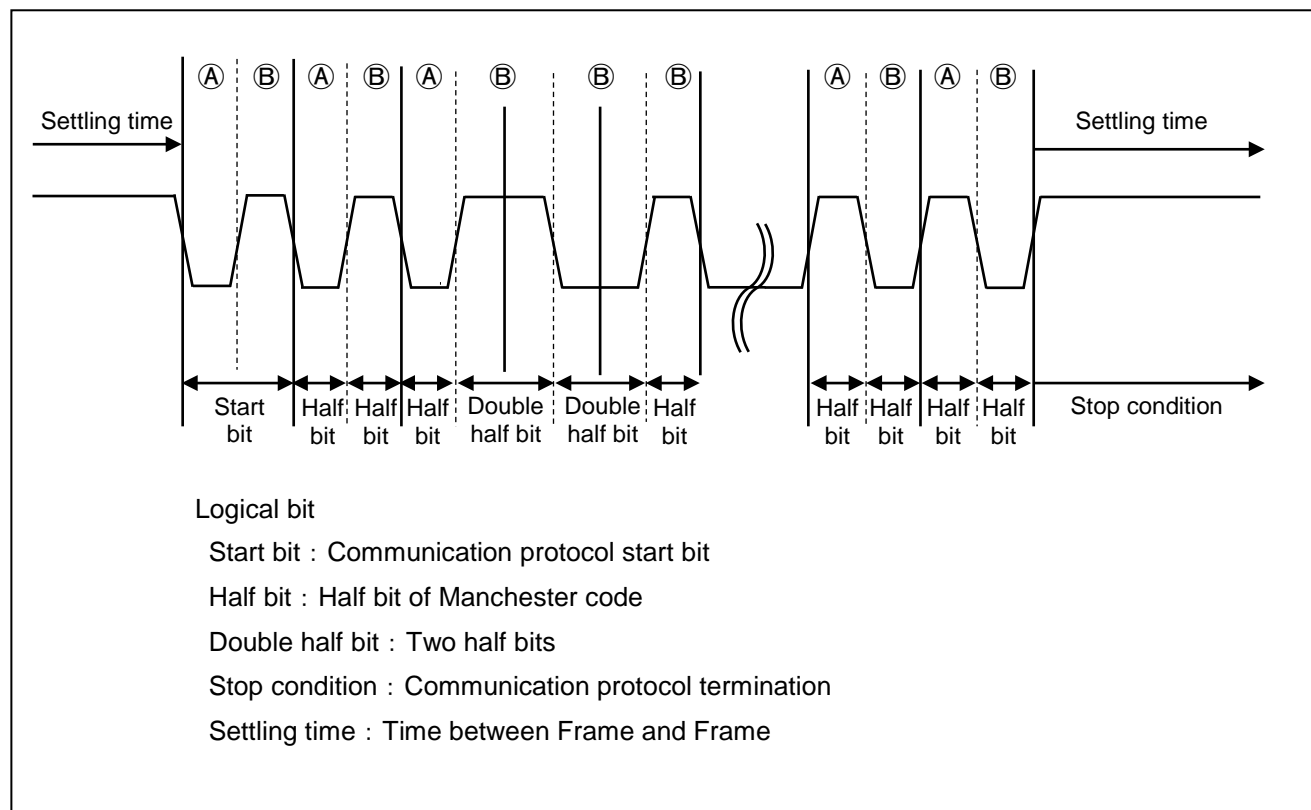 Ⓐ Ⓑ Ⓐ Ⓑ Ⓐ Ⓑ Ⓑ Ⓑ Ⓐ Ⓑ Ⓐ Ⓑ
Settling time Settling time
Start Half Half Half Double Double Half Half Half Half Half Stop condition
bit bit bit bit half bit half bit bit bit bit bit bit
Logical bit
Start bit : Communication protocol start bit
Half bit : Half bit of Manchester code
Double half bit : Two half bits
Stop condition : Communication protocol termination
Settling time : Time between Frame and Frame